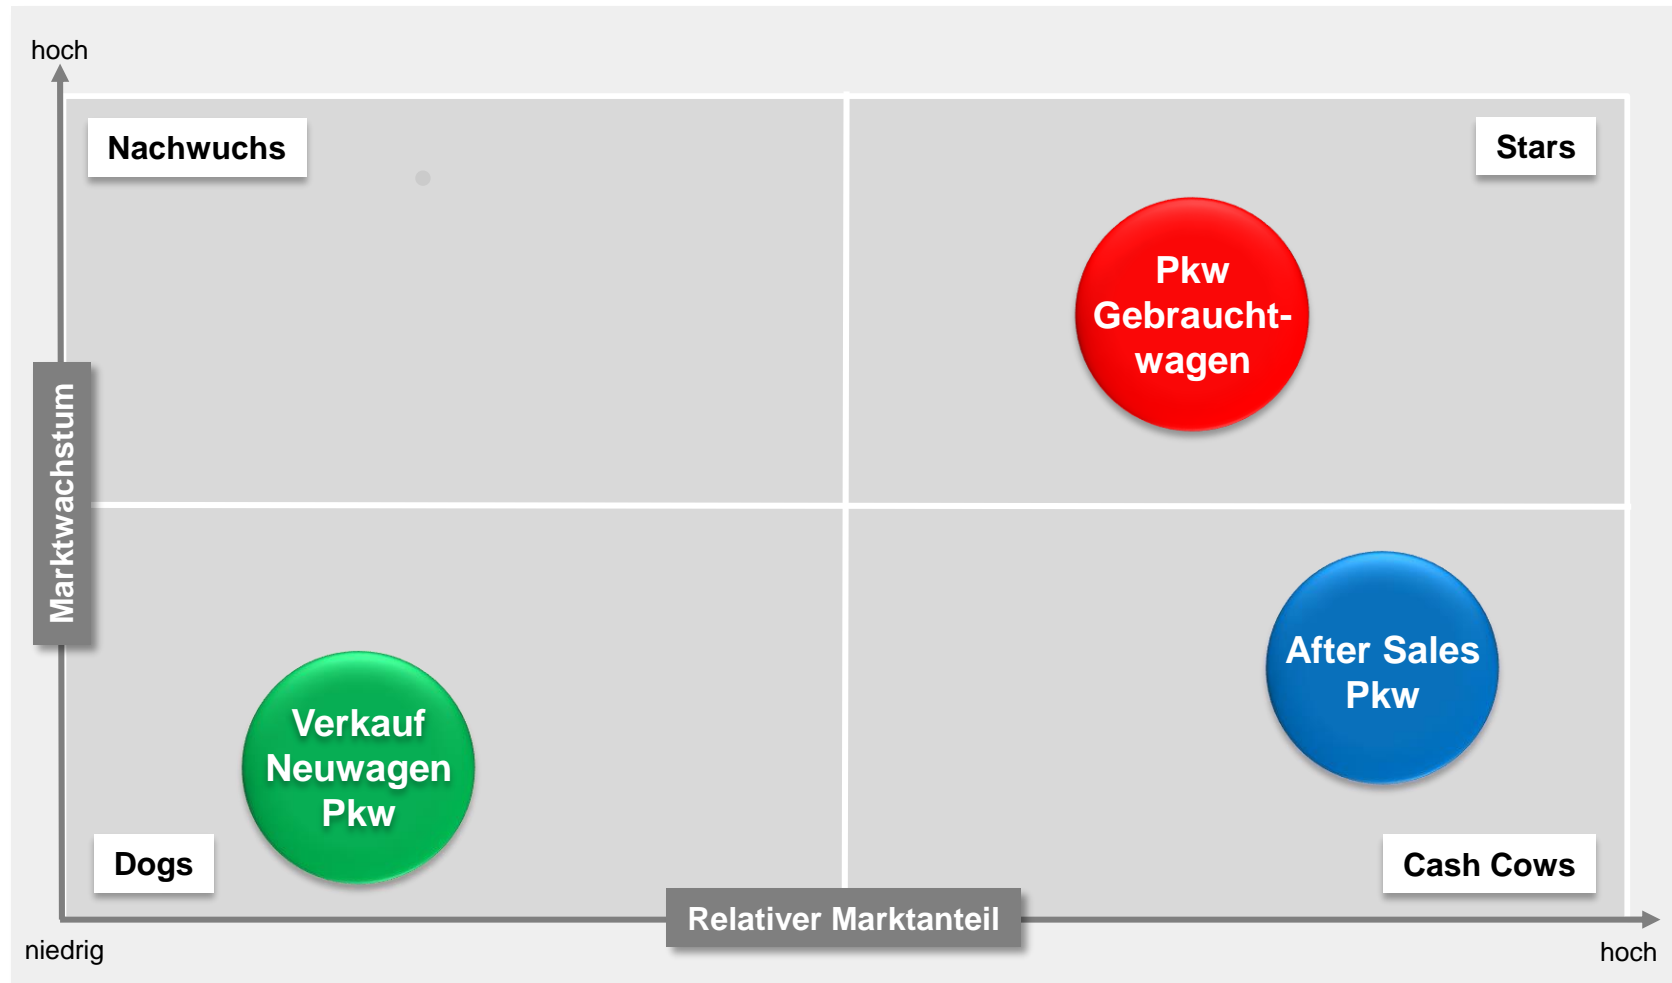 hoch
Nachwuchs
Stars
Pkw
Gebraucht-
wagen
Marktwachstum
After Sales
Pkw
Verkauf
Neuwagen
Pkw
Dogs
Cash Cows
Relativer Marktanteil
niedrig
hoch